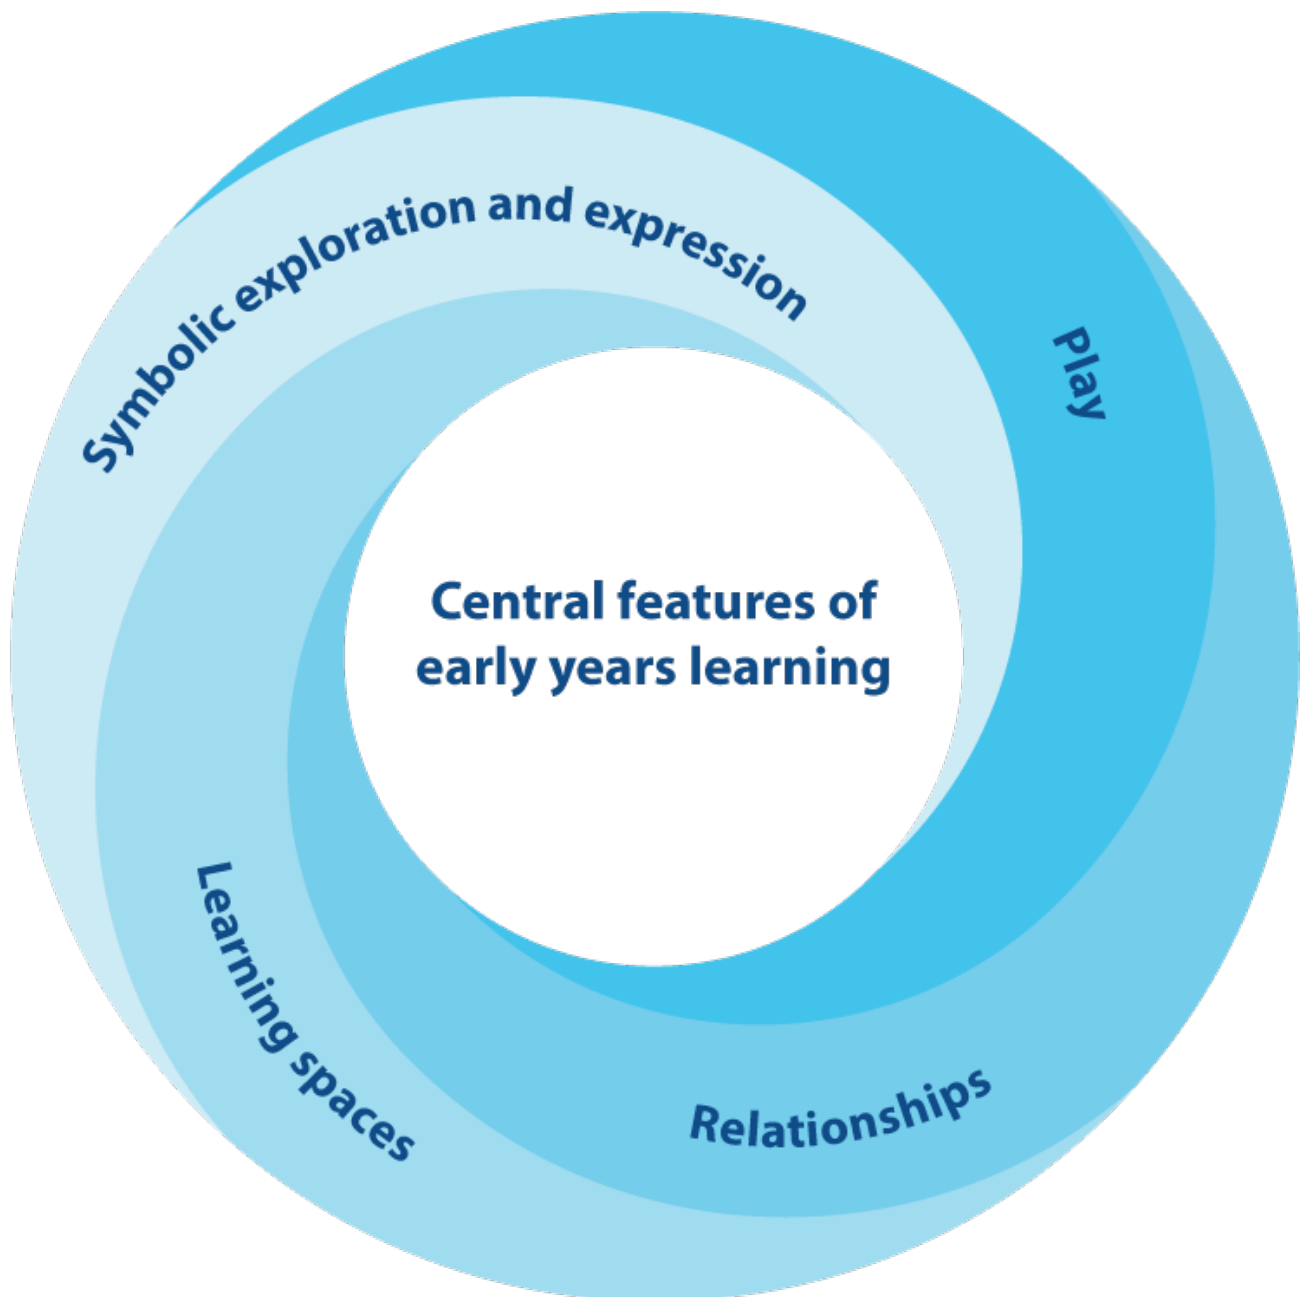 Symbolic exploration and expression
Play
Central features of
early years learning
Learning spaces
Relationships